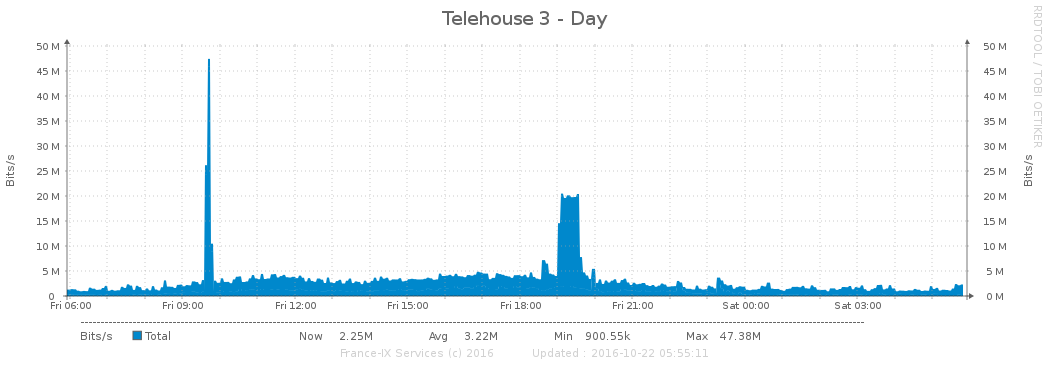 Telehouse 3 - Day
RRDTOOL / TOBI OETIKER
Bits/s
Bits/s
50 M 50 M
45 M 45 M
40 M 40 M
35 M 35 M
30 M 30 M
25 M 25 M
20 M 20 M
15 M 15 M
10 M 10 M
5 M 5 M
0 0 M
Fri 06:00 Fri 09:00 Fri 12:00 Fri 15:00 Fri 18:00 Fri 21:00 Sat 00:00 Sat 03:00
Bits/s Total Now 2.25M Avg 3.22M Min 900.55k Max 47.38M
France-IX Services (c) 2016 Updated : 2016-10-22 05:55:11